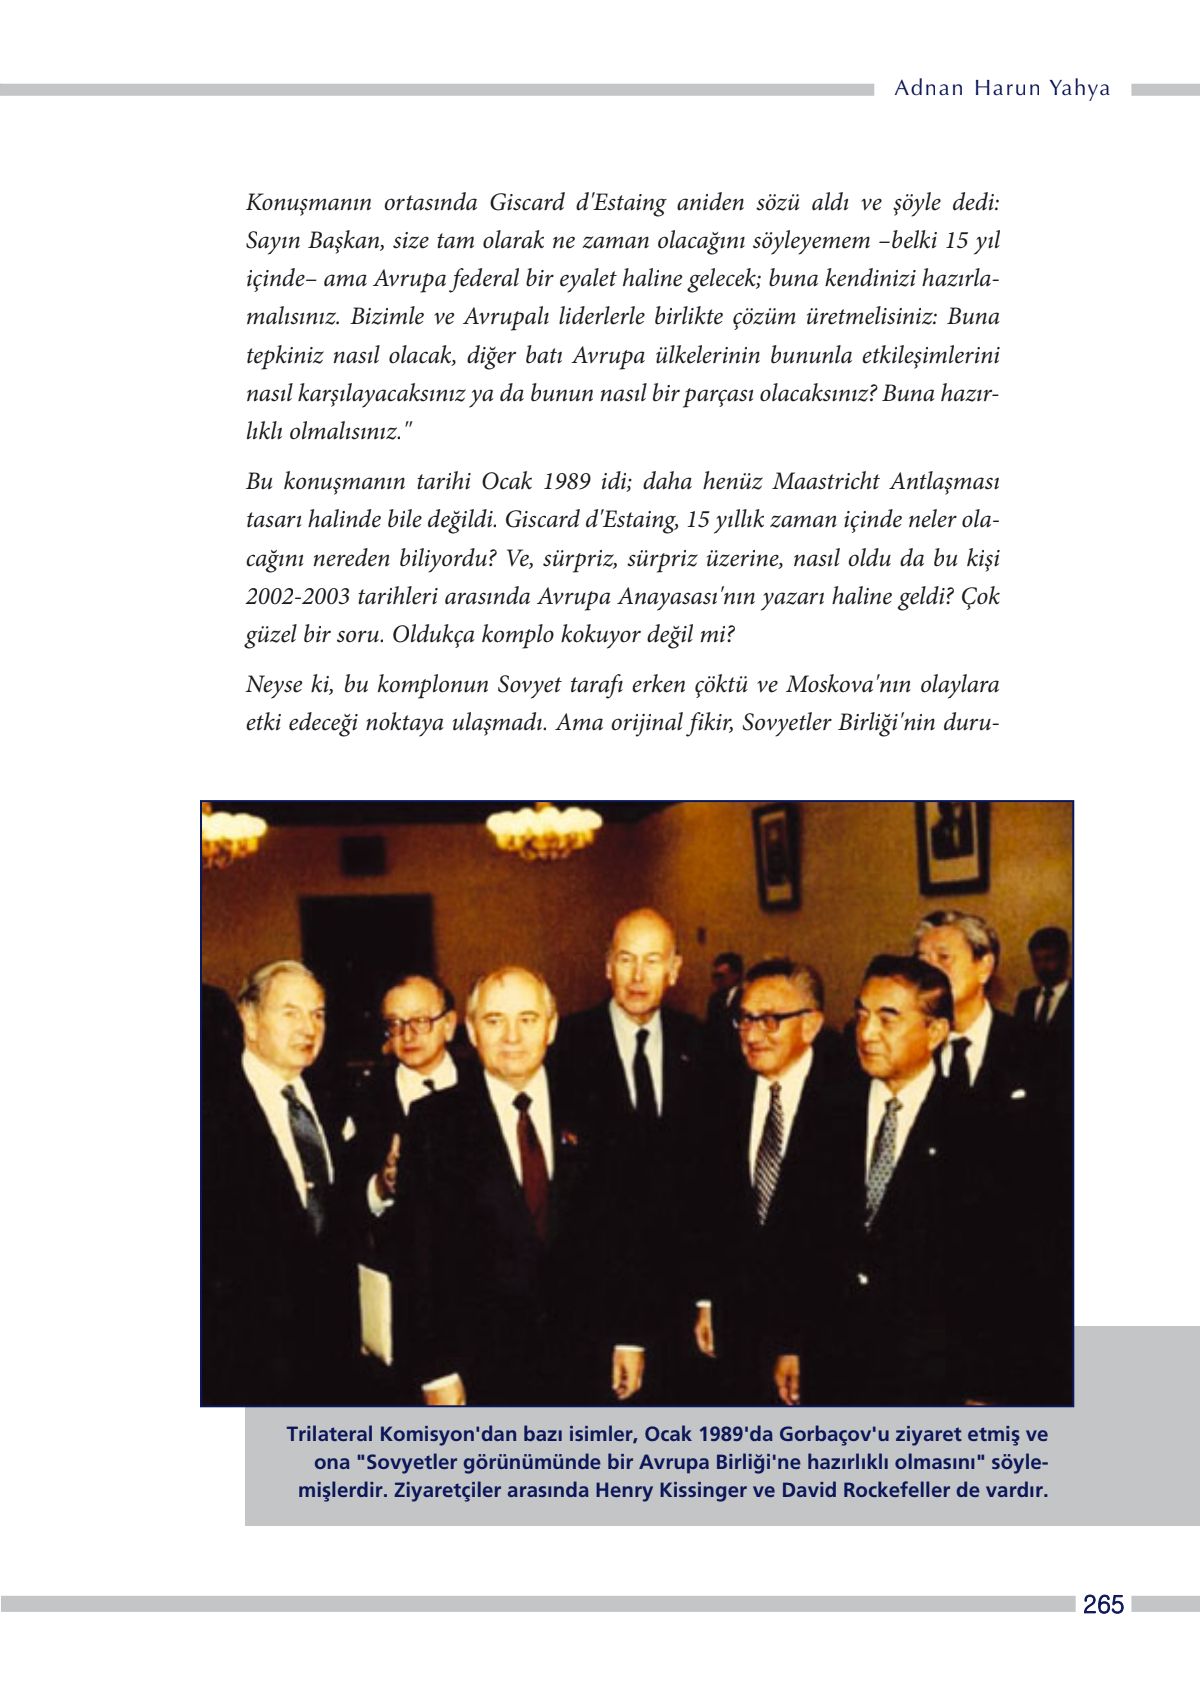 Adnan Harun Yahya
Konuşmanın ortasında Giscard d'Estaing aniden sözü aldı ve şöyle dedi:
Sayın Başkan, size tam olarak ne zaman olacağını söyleyemem –belki 15 yıl
içinde– ama Avrupa federal bir eyalet haline gelecek; buna kendinizi hazırla-
malısınız. Bizimle ve Avrupalı liderlerle birlikte çözüm üretmelisiniz: Buna
tepkiniz nasıl olacak, diğer batı Avrupa ülkelerinin bununla etkileşimlerini
nasıl karşılayacaksınız ya da bunun nasıl bir parçası olacaksınız? Buna hazır-
lıklı olmalısınız."
Bu konuşmanın tarihi Ocak 1989 idi; daha henüz Maastricht Antlaşması
tasarı halinde bile değildi. Giscard d'Estaing, 15 yıllık zaman içinde neler ola-
cağını nereden biliyordu? Ve, sürpriz, sürpriz üzerine, nasıl oldu da bu kişi
2002-2003 tarihleri arasında Avrupa Anayasası'nın yazarı haline geldi? Çok
güzel bir soru. Oldukça komplo kokuyor değil mi?
Neyse ki, bu komplonun Sovyet tarafı erken çöktü ve Moskova'nın olaylara
etki edeceği noktaya ulaşmadı. Ama orijinal fikir, Sovyetler Birliği'nin duru-
Trilateral Komisyon'dan bazı isimler, Ocak 1989'da Gorbaçov'u ziyaret etmiş ve
ona "Sovyetler görünümünde bir Avrupa Birliği'ne hazırlıklı olmasını" söyle-
mişlerdir. Ziyaretçiler arasında Henry Kissinger ve David Rockefeller de vardır.
265